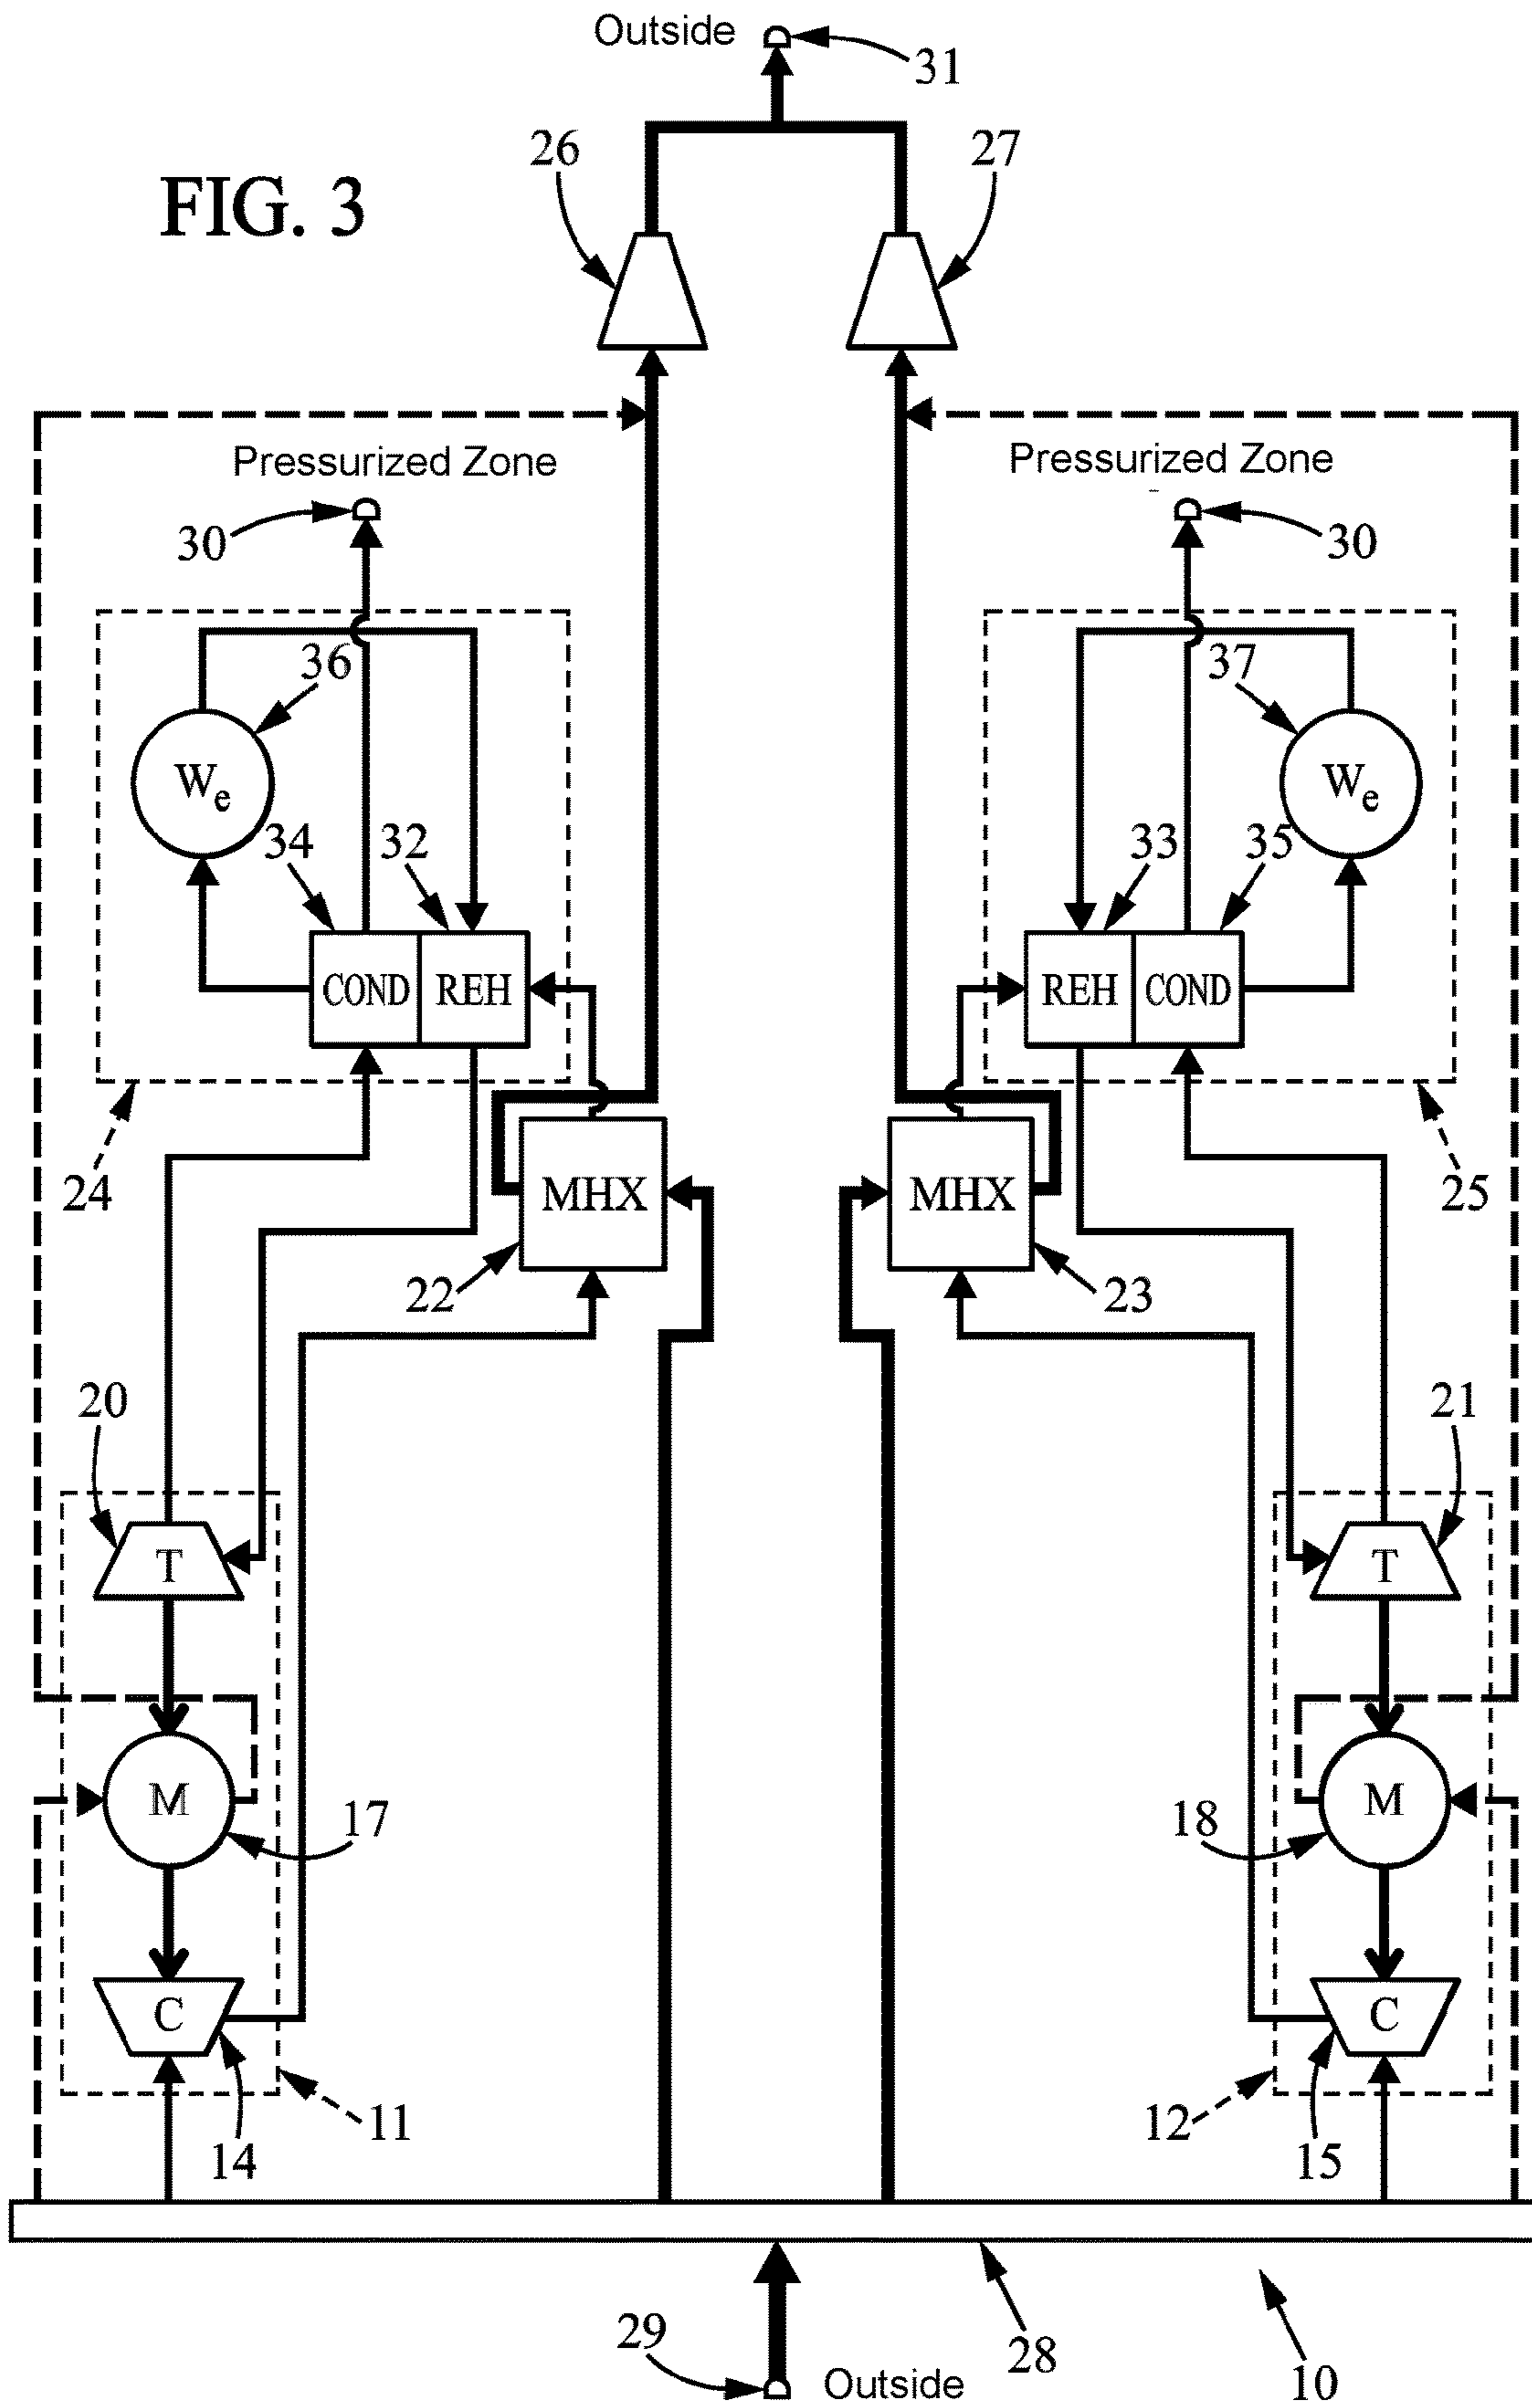 Outside
31
26
27
FIG. 3
Pressurized Zone
Pressurized Zone
30
30
36
37
We
We
34
32
33
35
COND
REH
REH
COND
24
25
MHX
MHX
22
23
20
21
T
T
M
M
17
18
C
C
11
12
14
15
29
28
Outside
10